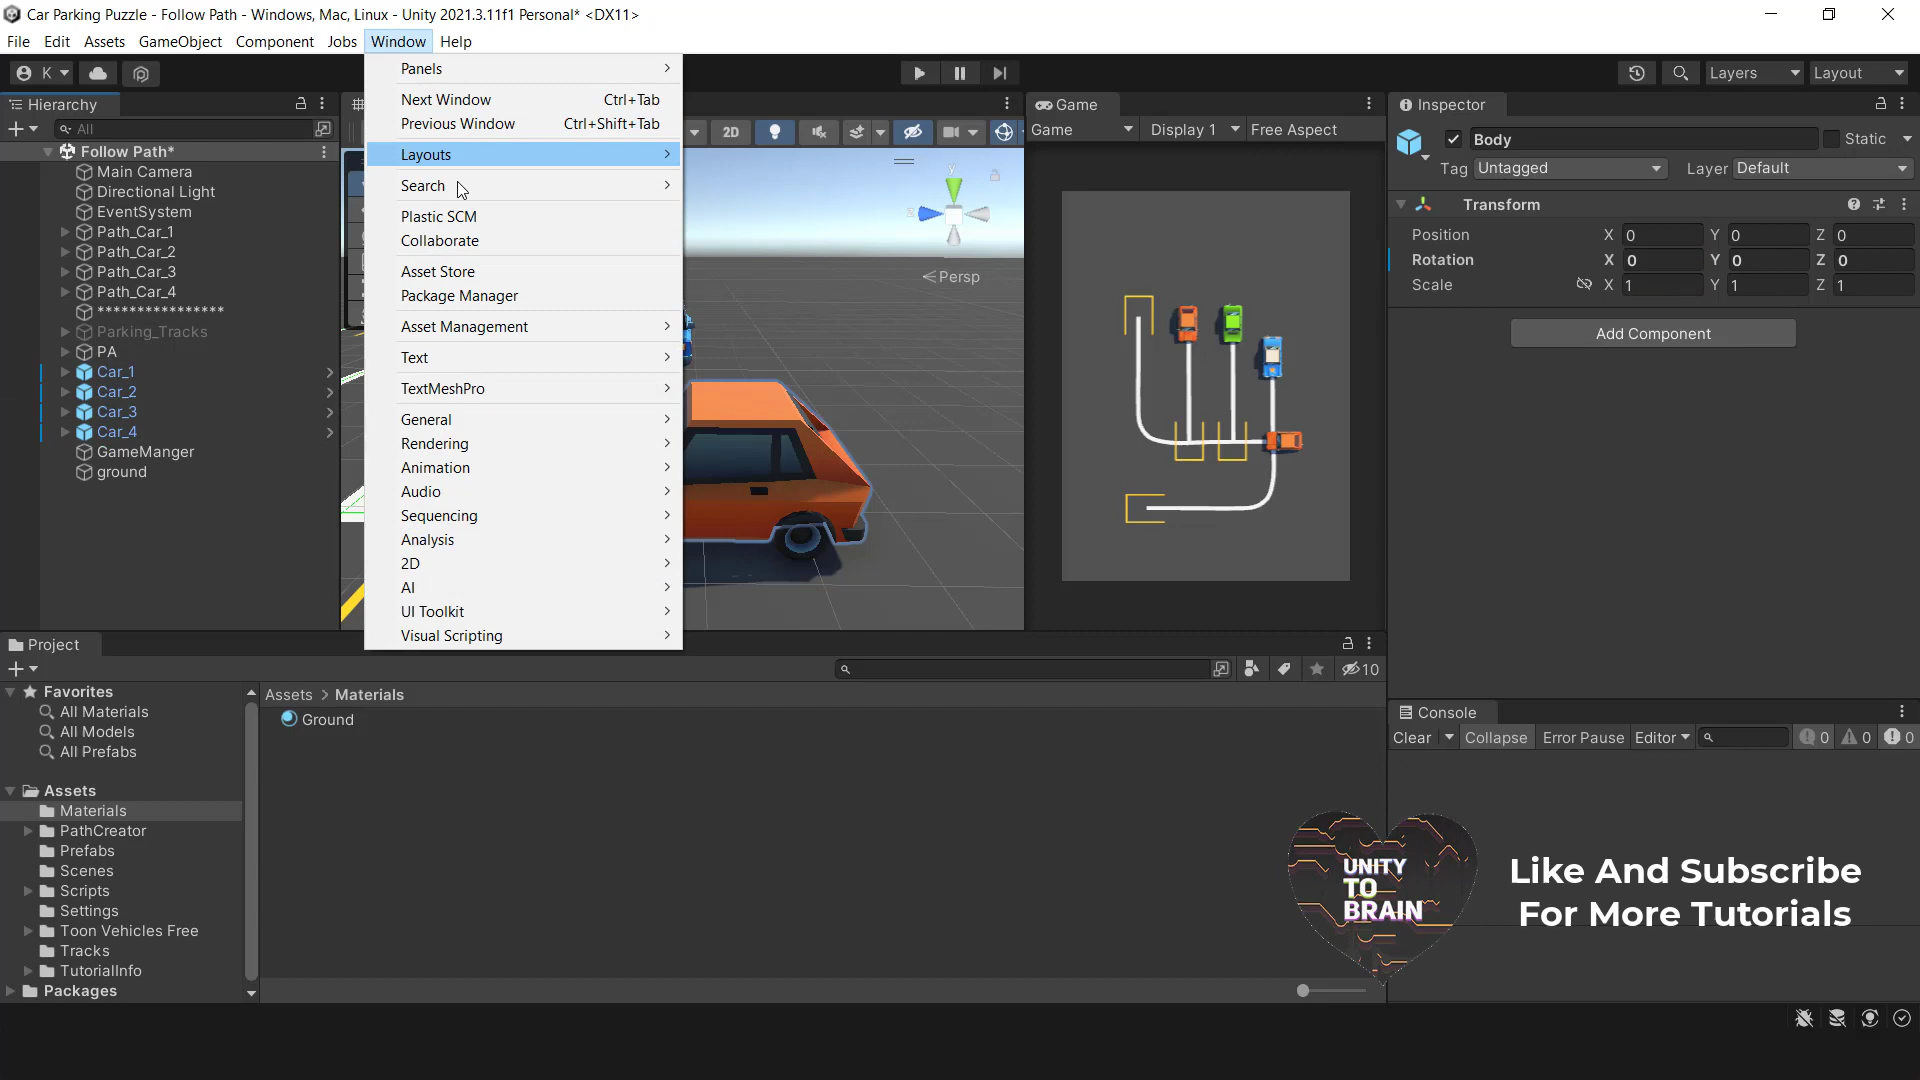 Car Parking Puzzle - Follow Path - Windows, Mac, Linux - Unity 2021.3.11f1 Personal* <DX11>
File Edit Assets GameObject Component Jobs Window Help
K
Layers
Layout
Hierarchy
All
Follow Path*
Main Camera
Directional Light
EventSystem
Path_Car_1
Path_Car_2
Path_Car_3
Path_Car_4
****************
Parking_Tracks
PA
Car_1
Car_2
Car_3
Car_4
GameManger
ground
Panels
Next Window Ctrl+Tab
Previous Window Ctrl+Shift+Tab
Layouts
Search
Plastic SCM
Collaborate
Asset Store
Package Manager
Asset Management
Text
TextMeshPro
General
Rendering
Animation
Audio
Sequencing
Analysis
2D
AI
UI Toolkit
Visual Scripting
2D
y
Persp
Game
Game Display 1 Free Aspect
Inspector
Body Static
Tag Untagged Layer Default
Transform
Position X 0 Y 0 Z 0
Rotation X 0 Y 0 Z 0
Scale X 1 Y 1 Z 1
Add Component
Project
10
Favorites
All Materials
All Models
All Prefabs
Assets
Materials
PathCreator
Prefabs
Scenes
Scripts
Settings
Toon Vehicles Free
Tracks
TutorialInfo
Packages
Assets > Materials
Ground
Console
Clear Collapse Error Pause Editor 0 0 0
UNITY
TO
BRAIN
Like And Subscribe
For More Tutorials